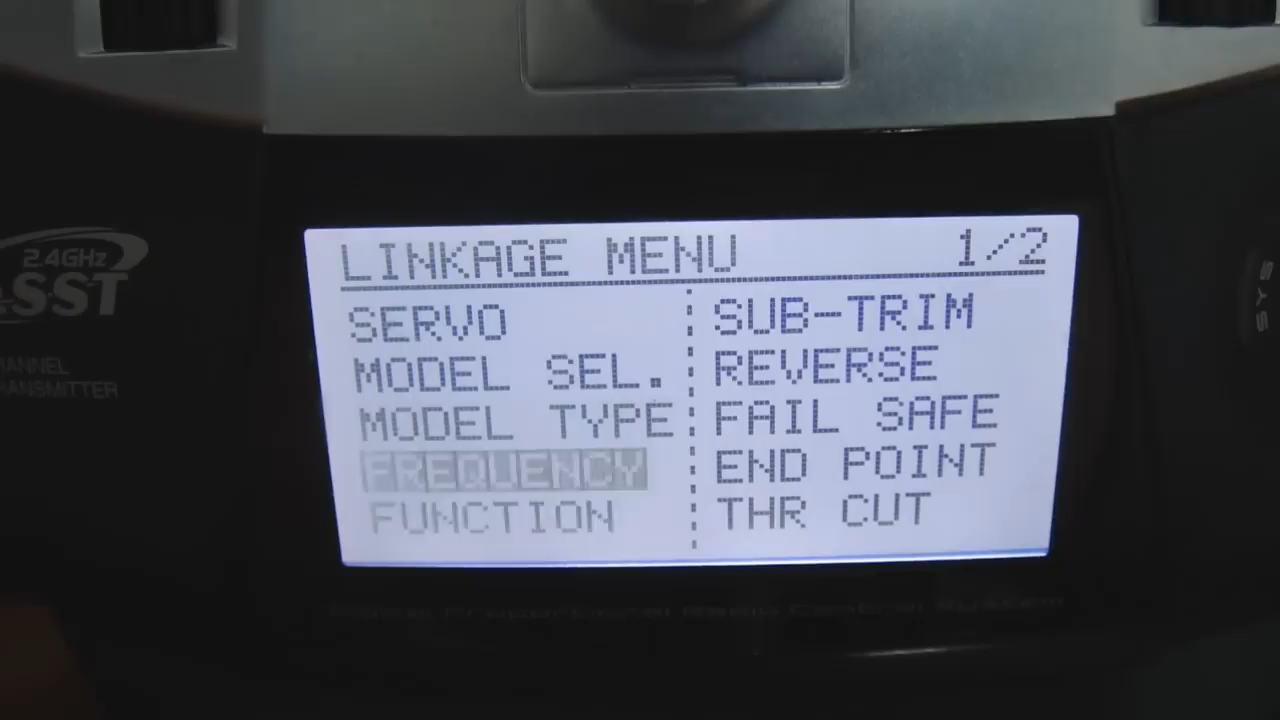 LINKAGE MENU 1/2
SERVO
MODEL SEL.
MODEL TYPE
FREQUENCY
FUNCTION
SUB-TRIM
REVERSE
FAIL SAFE
END POINT
THR CUT
2.4GHz
SST
SYS